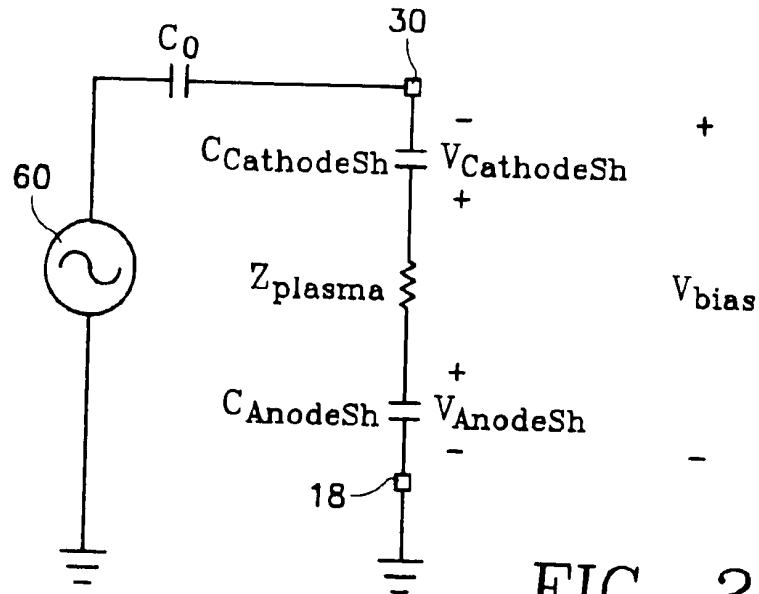 30
C0
-
+
CCathodeSh
VCathodeSh
+
60
Zplasma
Vbias
+
CAnodeSh
VAnodeSh
-
-
18
FIG. 2